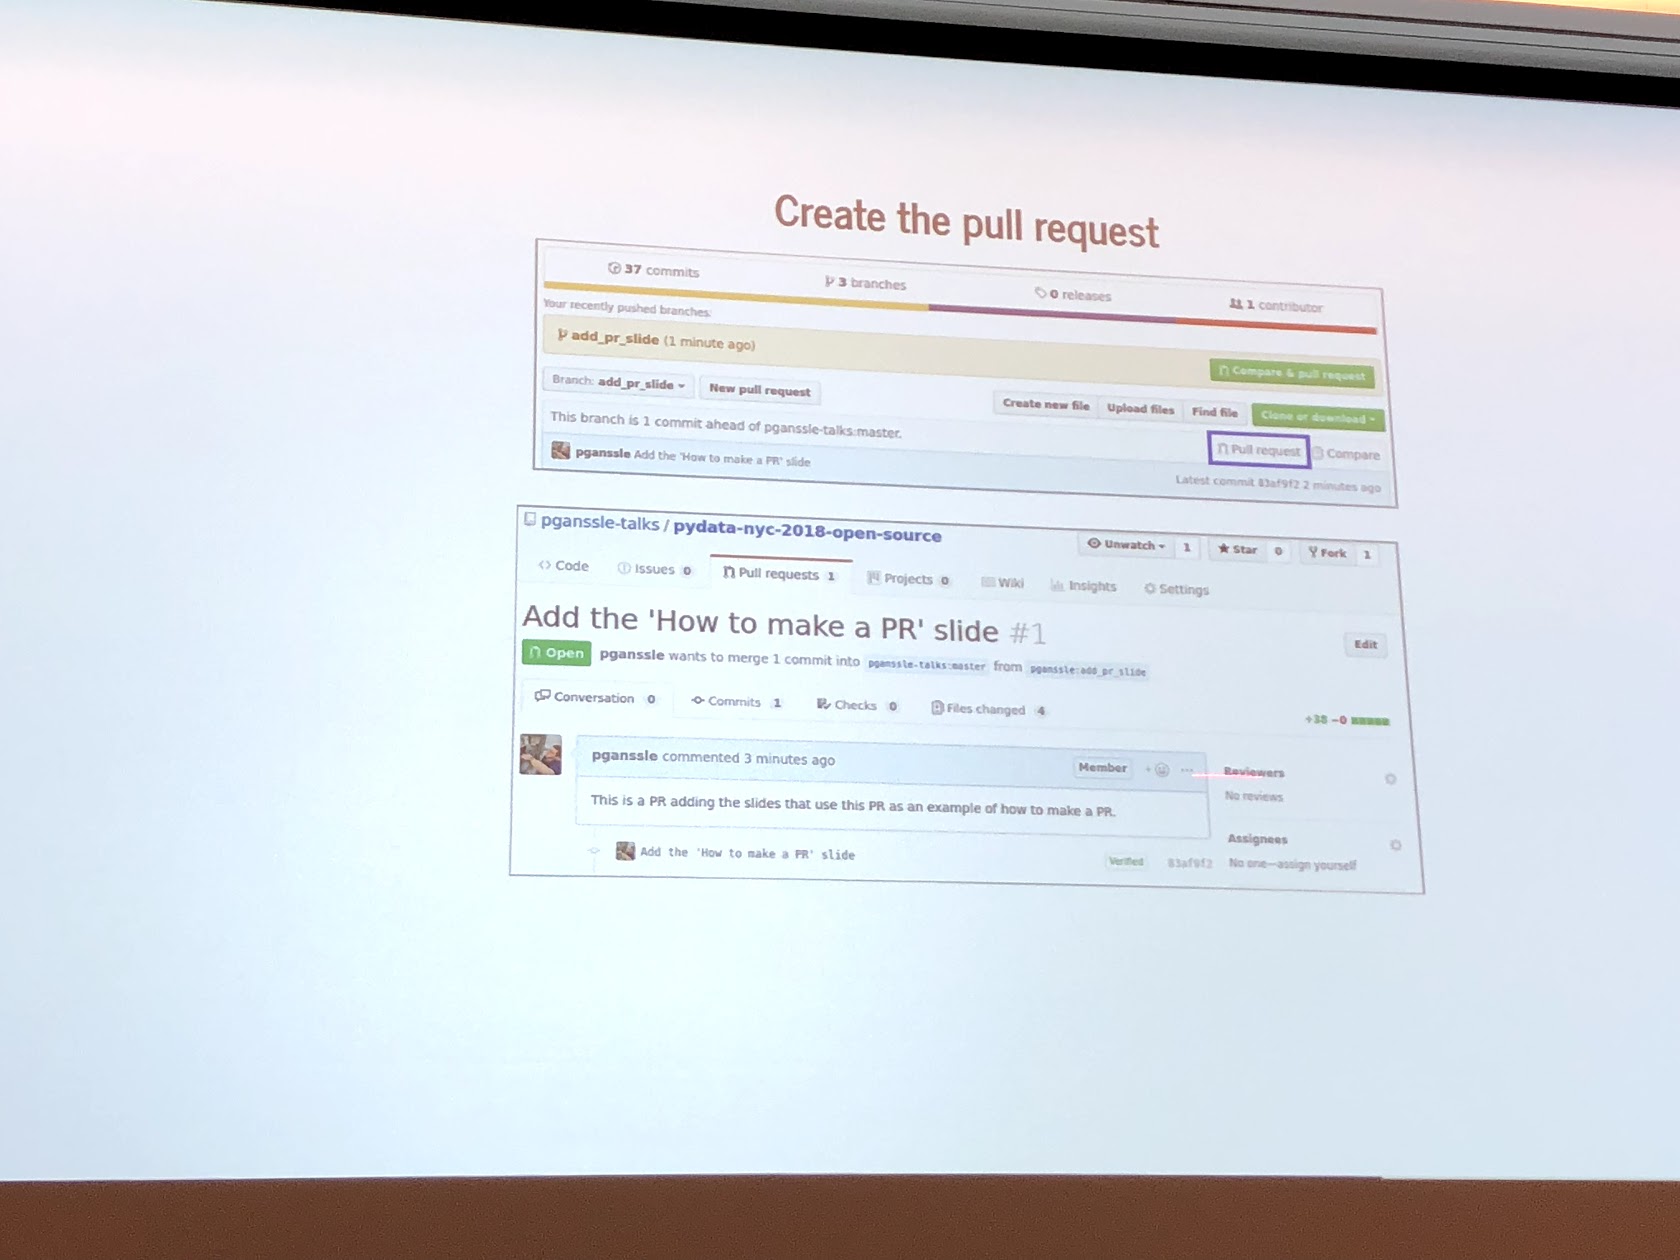 Create the pull request
37 commits 3 branches 0 releases 1 contributor
Your recently pushed branches:
add_pr_slide (1 minute ago) Compare & pull request
Branch: add_pr_slide New pull request Create new file Upload files Find file Clone or download
This branch is 1 commit ahead of pganssle-talks:master. Pull request Compare
pganssle Add the 'How to make a PR' slide Latest commit 83af9f2 2 minutes ago
pganssle-talks / pydata-nyc-2018-open-source Unwatch 1 Star 0 Fork 1
Code Issues 0 Pull requests 1 Projects 0 Wiki Insights Settings
Add the 'How to make a PR' slide #1 Edit
Open pganssle wants to merge 1 commit into pganssle-talks:master from pganssle:add_pr_slide
Conversation 0 Commits 1 Checks 0 Files changed 4 +38 −0
pganssle commented 3 minutes ago Member Reviewers
No reviews
This is a PR adding the slides that use this PR as an example of how to make a PR.
Assignees
Add the 'How to make a PR' slide Verified 83af9f2 No one—assign yourself